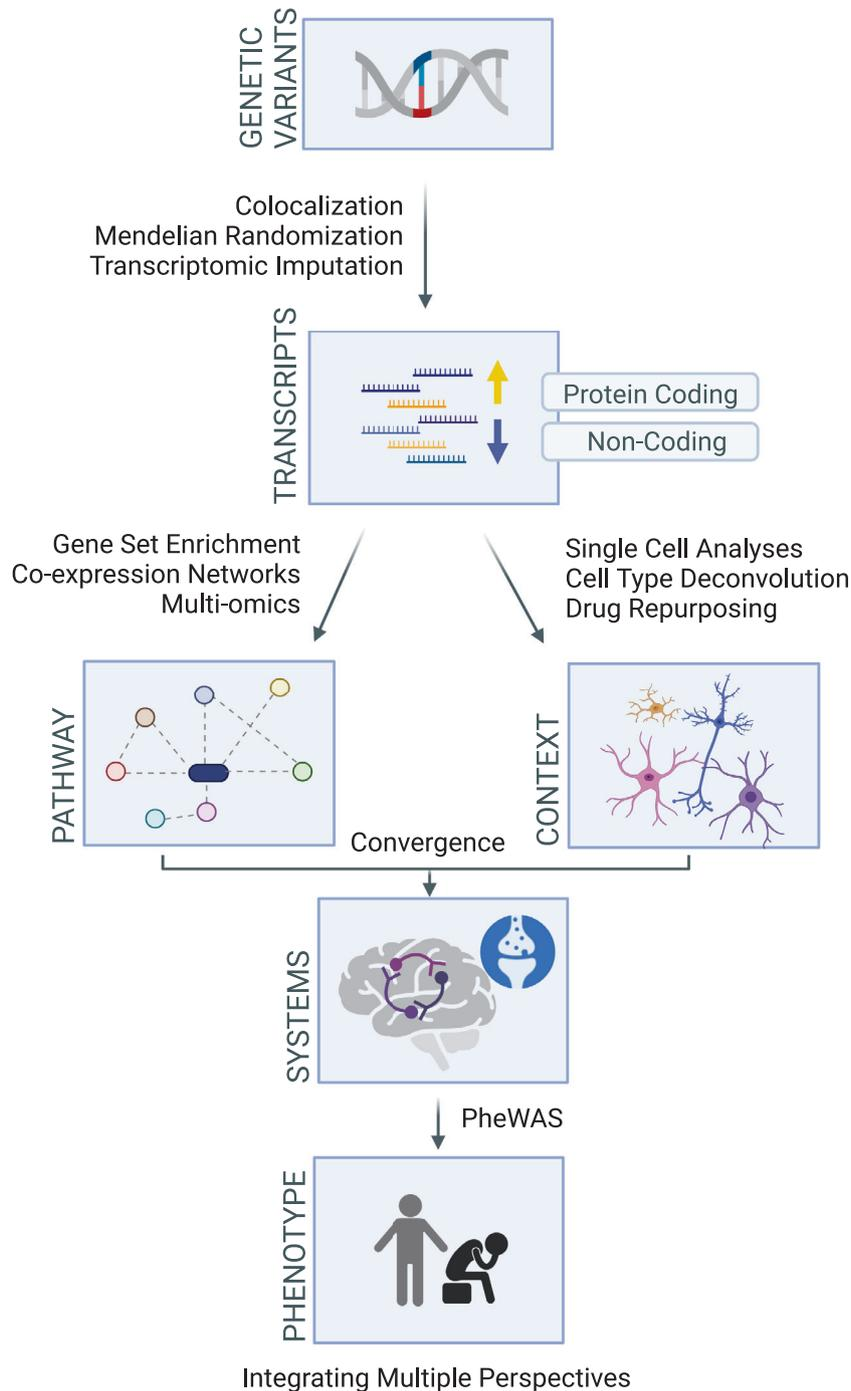 GENETIC
VARIANTS
Colocalization
Mendelian Randomization
Transcriptomic Imputation
TRANSCRIPTS
Protein Coding
Non-Coding
Gene Set Enrichment
Co-expression Networks
Multi-omics
Single Cell Analyses
Cell Type Deconvolution
Drug Repurposing
PATHWAY
CONTEXT
Convergence
SYSTEMS
PheWAS
PHENOTYPE
Integrating Multiple Perspectives